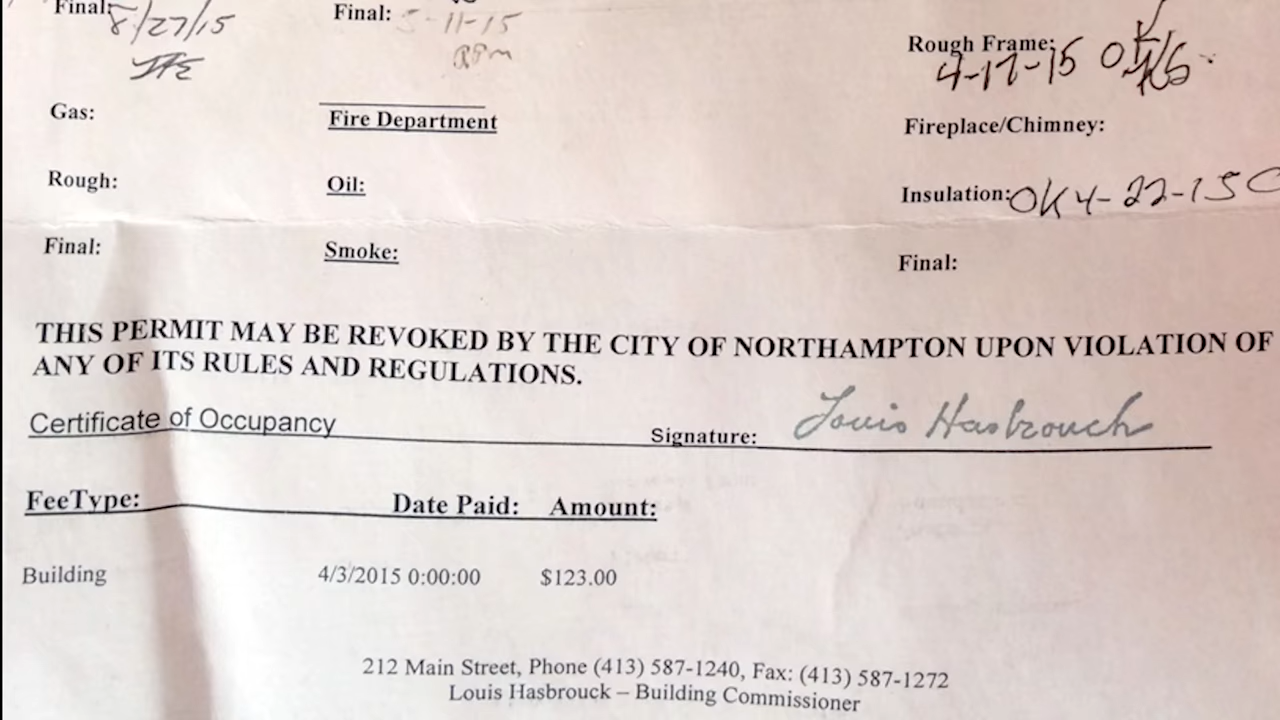 Final: 8/27/15
Final: 5-11-15
Rough Frame:
4-17-15 OK
Gas:
Fire Department
Fireplace/Chimney:
Rough:
Oil:
Insulation: OK 4-22-15
Final:
Smoke:
Final:
THIS PERMIT MAY BE REVOKED BY THE CITY OF NORTHAMPTON UPON VIOLATION OF
ANY OF ITS RULES AND REGULATIONS.
Certificate of Occupancy
Signature: Louis Hasbrouck
FeeType: Date Paid: Amount:
Building 4/3/2015 0:00:00 $123.00
212 Main Street, Phone (413) 587-1240, Fax: (413) 587-1272
Louis Hasbrouck – Building Commissioner